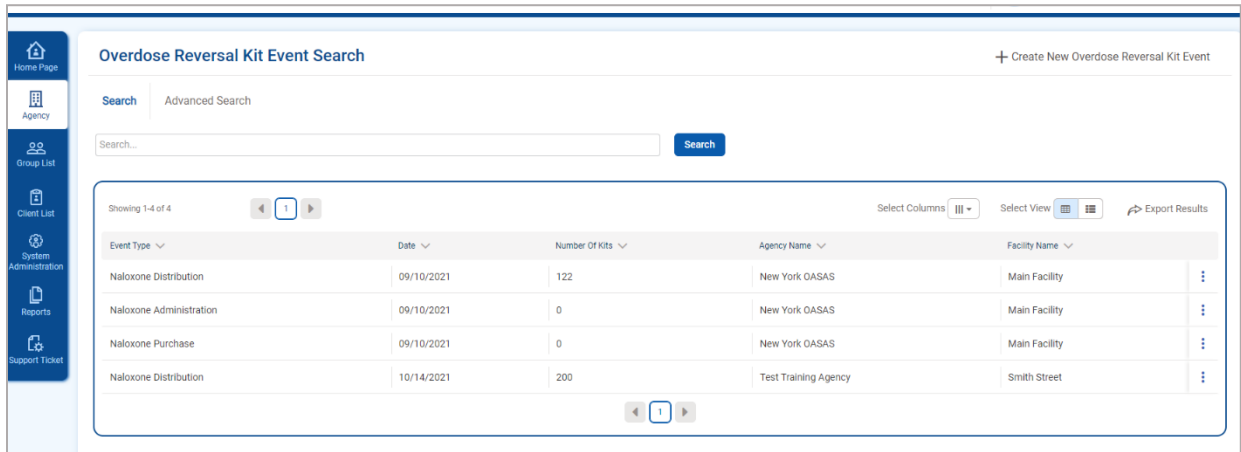 Home Page
Agency
Group List
Client List
System
Administration
Reports
Support Ticket
Overdose Reversal Kit Event Search
Create New Overdose Reversal Kit Event
Search Advanced Search
Search... Search
Showing 1-4 of 4 1 Select Columns Select View Export Results
Event Type Date Number Of Kits Agency Name Facility Name
Naloxone Distribution 09/10/2021 122 New York OASAS Main Facility
Naloxone Administration 09/10/2021 0 New York OASAS Main Facility
Naloxone Purchase 09/10/2021 0 New York OASAS Main Facility
Naloxone Distribution 10/14/2021 200 Test Training Agency Smith Street
1